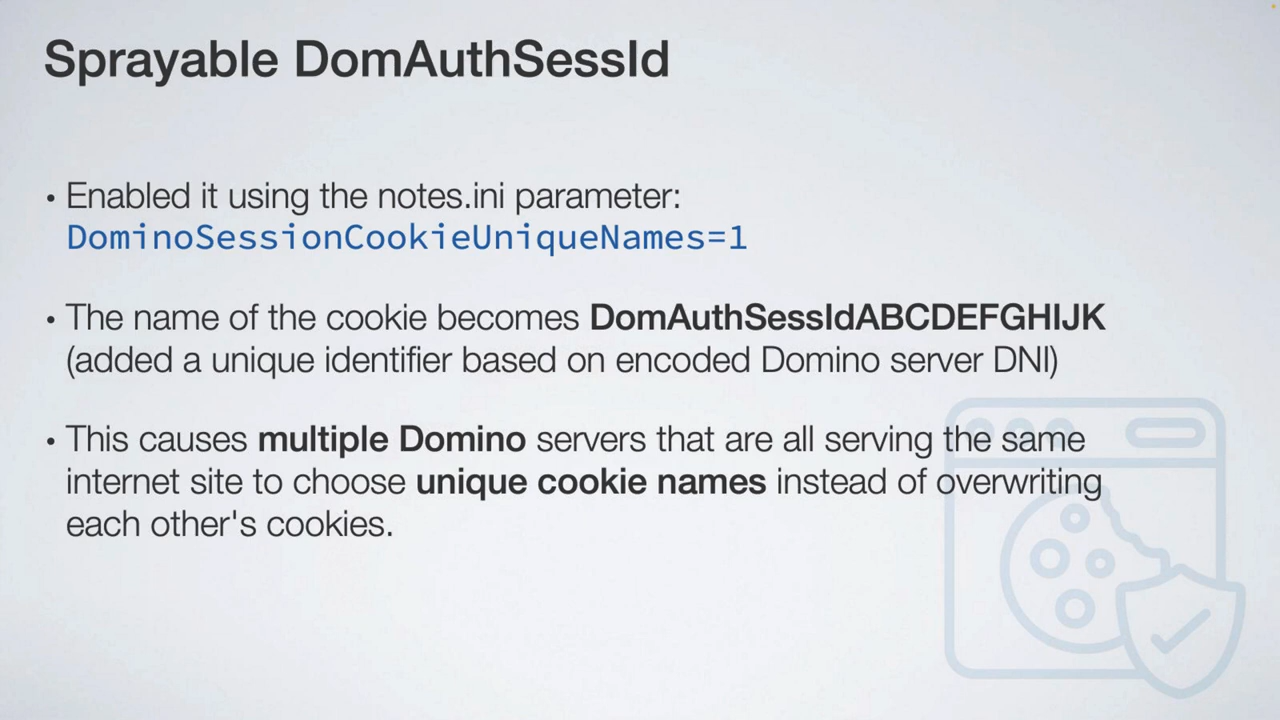 Sprayable DomAuthSessId
• Enabled it using the notes.ini parameter:
DominoSessionCookieUniqueNames=1
• The name of the cookie becomes DomAuthSessIdABCDEFGHIJK
(added a unique identifier based on encoded Domino server DNI)
• This causes multiple Domino servers that are all serving the same
internet site to choose unique cookie names instead of overwriting
each other's cookies.